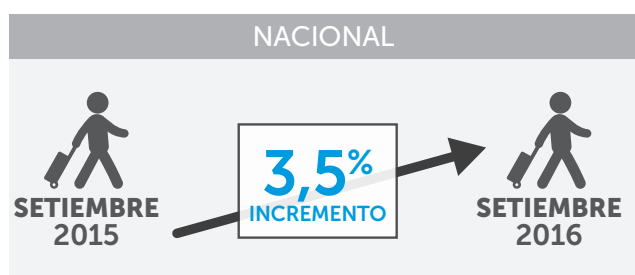 NACIONAL
SETIEMBRE
2015
3,5%
INCREMENTO
SETIEMBRE
2016